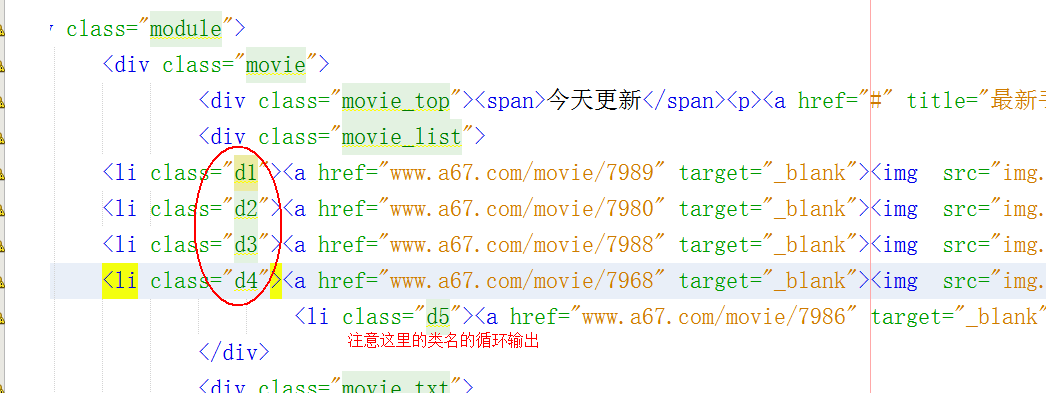 class="module">
<div class="movie">
<div class="movie_top"><span>今天更新</span><p><a href="#" title="最新
<div class="movie_list">
<li class="d1"><a href="www.a67.com/movie/7989" target="_blank"><img  src="img.
<li class="d2"><a href="www.a67.com/movie/7980" target="_blank"><img  src="img.
<li class="d3"><a href="www.a67.com/movie/7988" target="_blank"><img  src="img.
<li class="d4"><a href="www.a67.com/movie/7968" target="_blank"><img  src="img.
<li class="d5"><a href="www.a67.com/movie/7986" target="_blank"
注意这里的类名的循环输出
</div>
<div class="movie_txt">